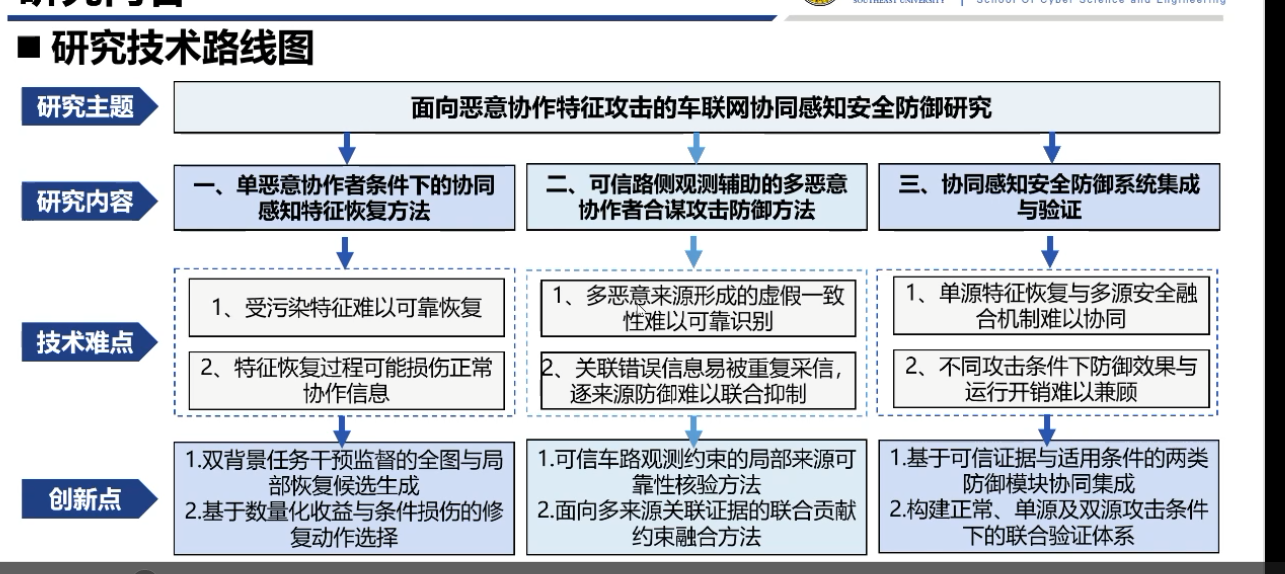 研究内容
SOUTHEAST UNIVERSITY | School Of Cyber Science and Engineering
■ 研究技术路线图
研究主题
面向恶意协作特征攻击的车联网协同感知安全防御研究
研究内容
一、单恶意协作者条件下的协同
感知特征恢复方法
二、可信路侧观测辅助的多恶意
协作者合谋攻击防御方法
三、协同感知安全防御系统集成
与验证
技术难点
1、受污染特征难以可靠恢复
2、特征恢复过程可能损伤正常
协作信息
1、多恶意来源形成的虚假一致
性难以可靠识别
2、关联错误信息易被重复采信，
逐来源防御难以联合抑制
1、单源特征恢复与多源安全融
合机制难以协同
2、不同攻击条件下防御效果与
运行开销难以兼顾
创新点
1.双背景任务干预监督的全图与局
部恢复候选生成
2.基于数量化收益与条件损伤的修
复动作选择
1.可信车路观测约束的局部来源可
靠性核验方法
2.面向多来源关联证据的联合贡献
约束融合方法
1.基于可信证据与适用条件的两类
防御模块协同集成
2.构建正常、单源及双源攻击条件
下的联合验证体系